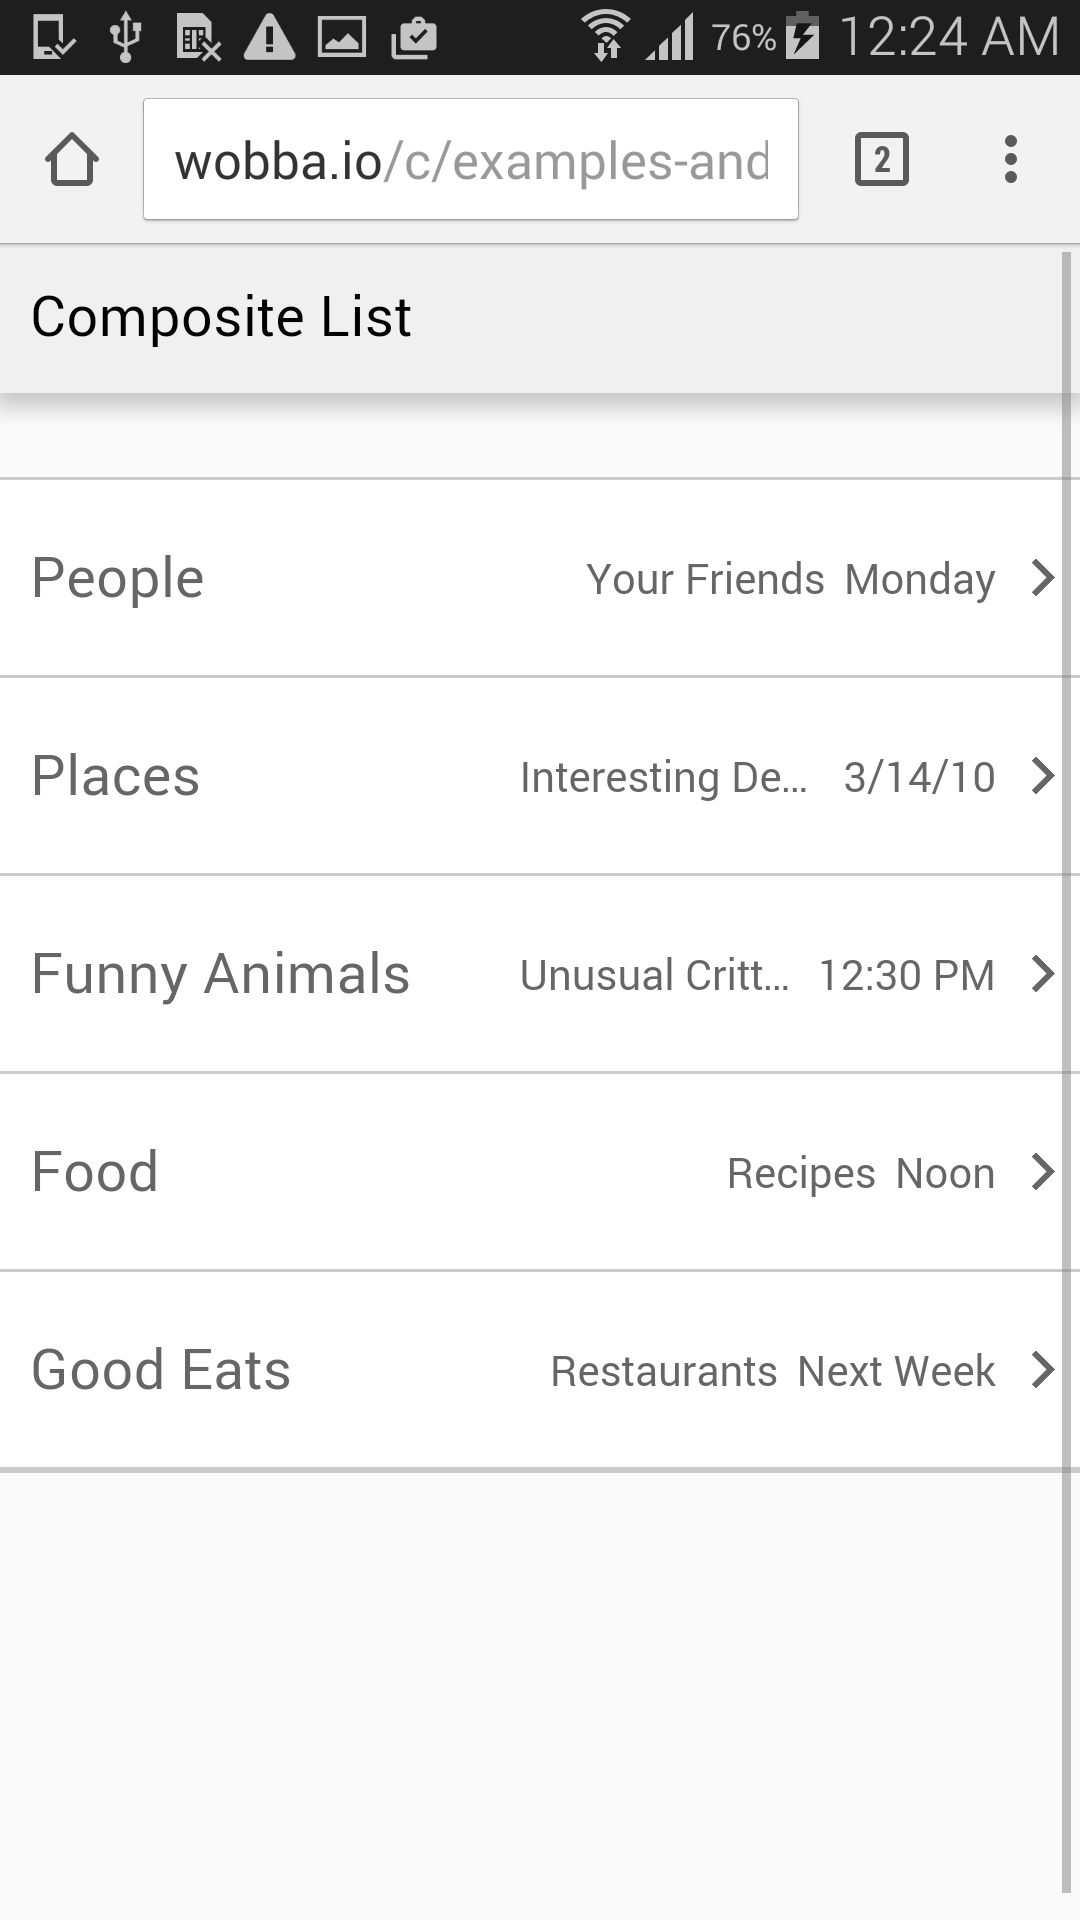 76% 12:24 AM
wobba.io/c/examples-and
2
Composite List
People Your Friends Monday
Places Interesting De... 3/14/10
Funny Animals Unusual Critt... 12:30 PM
Food Recipes Noon
Good Eats Restaurants Next Week